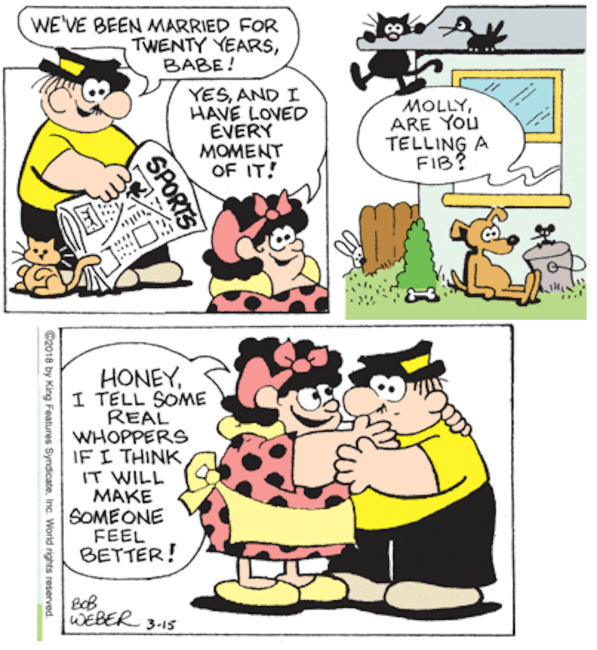 WE'VE BEEN MARRIED FOR
TWENTY YEARS,
BABE!
YES, AND I
HAVE LOVED
EVERY
MOMENT
OF IT!
SPORTS
MOLLY,
ARE YOU
TELLING A
FIB?
HONEY,
I TELL SOME
REAL
WHOPPERS
IF I THINK
IT WILL
MAKE
SOMEONE
FEEL
BETTER!
©2018 by King Features Syndicate, Inc. World rights reserved.
BOB
WEBER 3-15